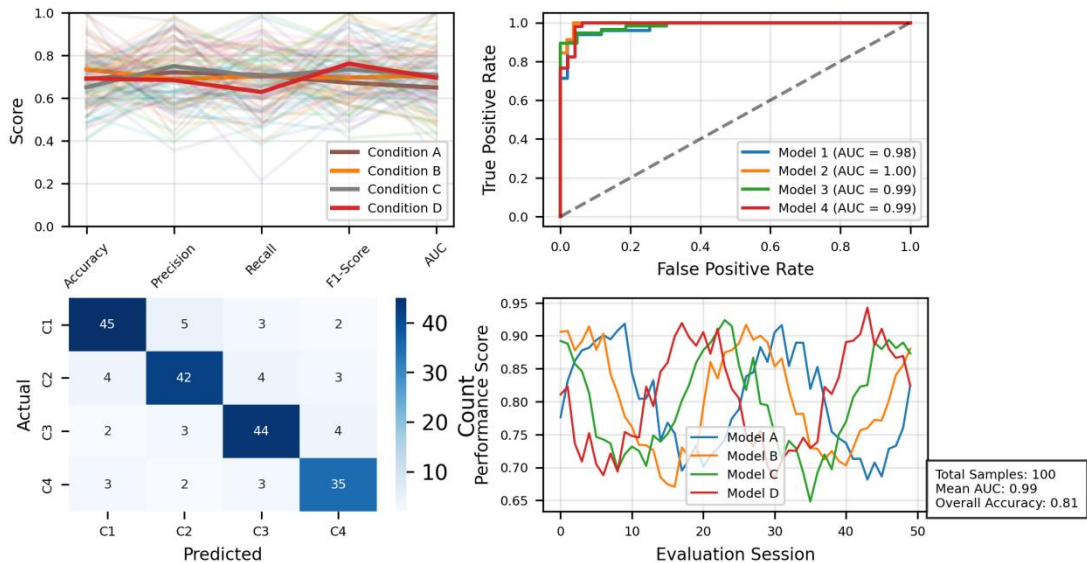 1.0
0.8
0.6
0.4
0.2
0.0
Score
Condition A
Condition B
Condition C
Condition D
Accuracy
Precision
Recall
F1-Score
AUC
1.0
0.8
0.6
0.4
0.2
0.0
True Positive Rate
Model 1 (AUC = 0.98)
Model 2 (AUC = 1.00)
Model 3 (AUC = 0.99)
Model 4 (AUC = 0.99)
0.0 0.2 0.4 0.6 0.8 1.0
False Positive Rate
C1 45 5 3 2
C2 4 42 4 3
C3 2 3 44 4
C4 3 2 3 35
Actual
C1 C2 C3 C4
Predicted
40
30
20
10
Count
0.95
0.90
0.85
0.80
0.75
0.70
0.65
Performance Score
Model A
Model B
Model C
Model D
0 10 20 30 40 50
Evaluation Session
Total Samples: 100
Mean AUC: 0.99
Overall Accuracy: 0.81